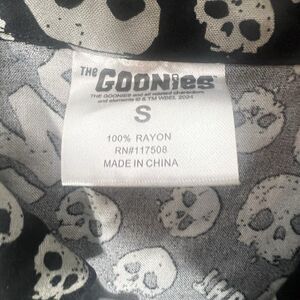 THE GOONIES
THE GOONIES and all related characters
and elements © & TM WBEI. 2024
S
100% RAYON
RN#117508
MADE IN CHINA